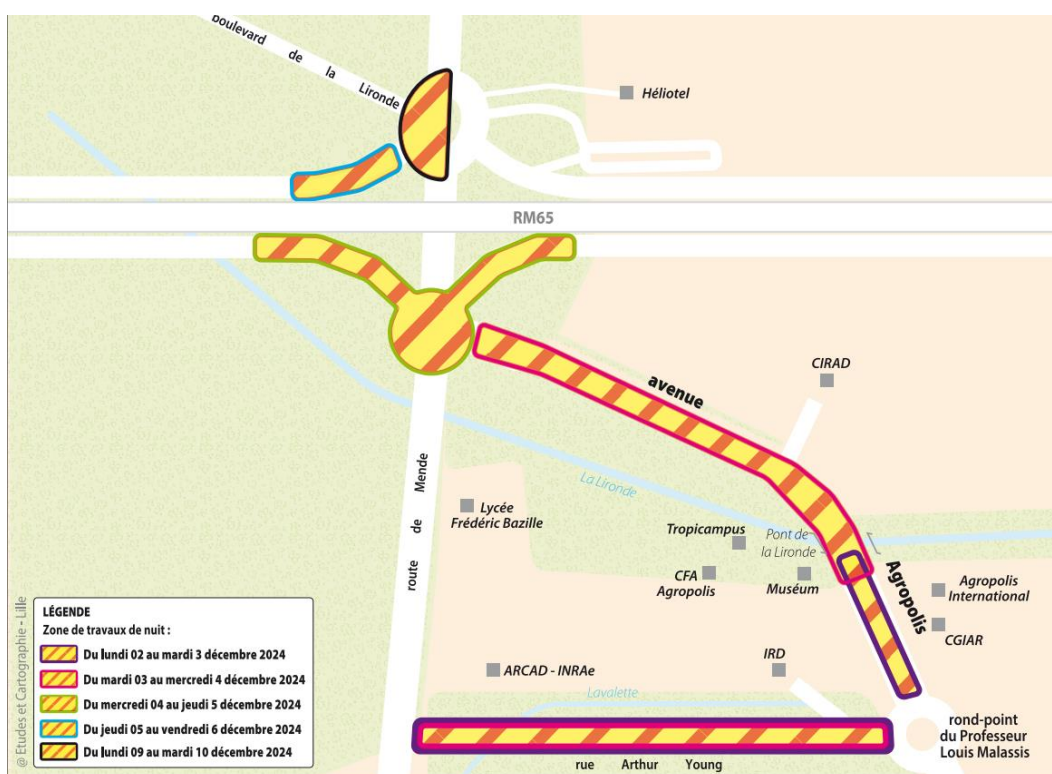 boulevard de la Lironde
Héliotel
RM65
CIRAD
avenue
Agropolis
La Lironde
route de Mende
Lycée
Frédéric Bazille
Tropicampus
Pont de
la Lironde
CFA
Agropolis
Muséum
Agropolis
International
CGIAR
IRD
ARCAD - INRAe
Lavalette
rond-point
du Professeur
Louis Malassis
rue Arthur Young
LÉGENDE
Zone de travaux de nuit :
Du lundi 02 au mardi 3 décembre 2024
Du mardi 03 au mercredi 4 décembre 2024
Du mercredi 04 au jeudi 5 décembre 2024
Du jeudi 05 au vendredi 6 décembre 2024
Du lundi 09 au mardi 10 décembre 2024
@ Etudes et Cartographie - Lille